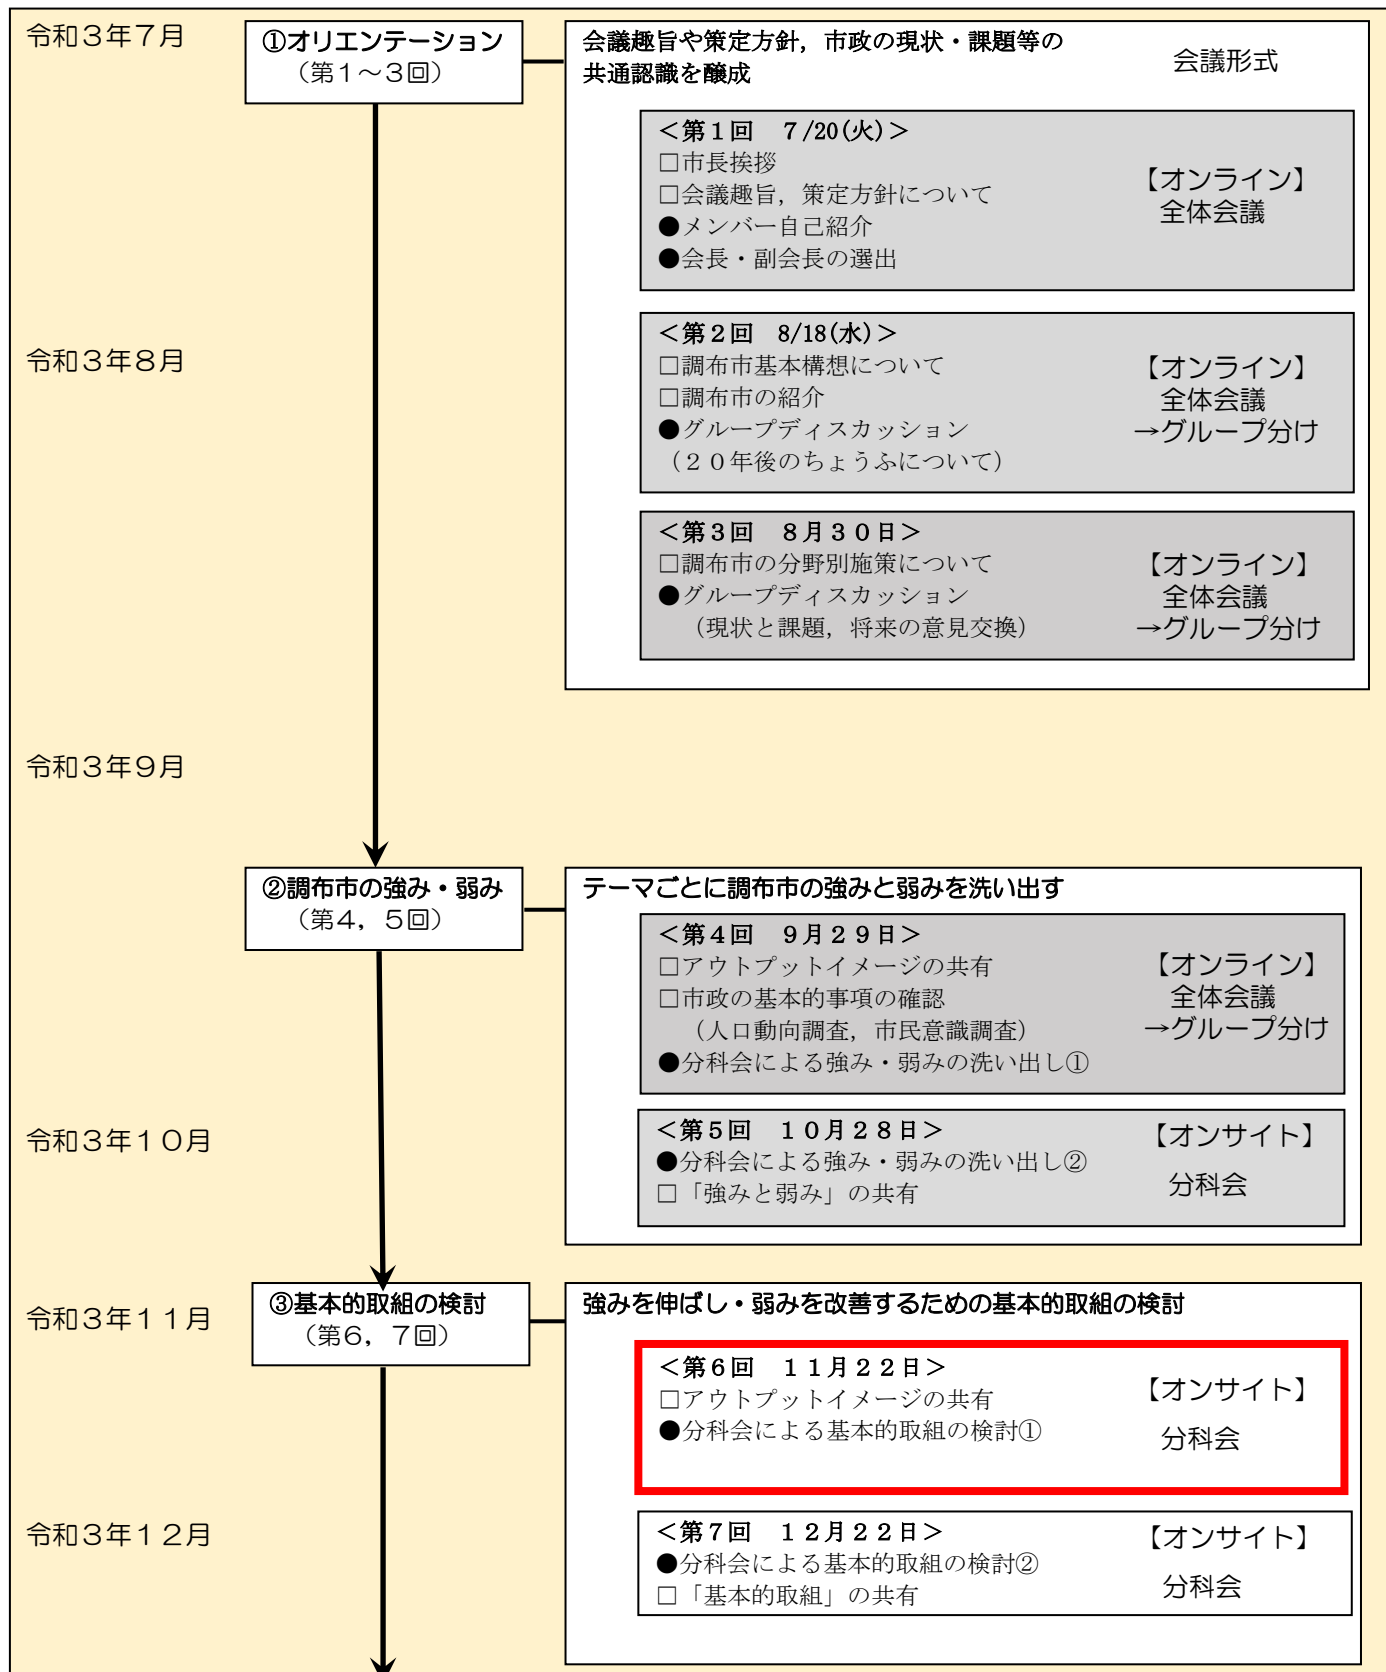 令和３年７月
①オリエンテーション
（第１～３回）
会議趣旨や策定方針，市政の現状・課題等の
共通認識を醸成
会議形式
＜第１回　７/20(火)＞
□市長挨拶
□会議趣旨，策定方針について
●メンバー自己紹介
●会長・副会長の選出
【オンライン】
全体会議
令和３年８月
＜第２回　8/18(水)＞
□調布市基本構想について
□調布市の紹介
●グループディスカッション
（２０年後のちょうふについて）
【オンライン】
全体会議
→グループ分け
＜第３回　８月３０日＞
□調布市の分野別施策について
●グループディスカッション
（現状と課題，将来の意見交換）
【オンライン】
全体会議
→グループ分け
令和３年９月
②調布市の強み・弱み
（第４，５回）
テーマごとに調布市の強みと弱みを洗い出す
＜第４回　９月２９日＞
□アウトプットイメージの共有
□市政の基本的事項の確認
（人口動向調査，市民意識調査）
●分科会による強み・弱みの洗い出し①
【オンライン】
全体会議
→グループ分け
令和３年１０月
＜第５回　１０月２８日＞
●分科会による強み・弱みの洗い出し②
□「強みと弱み」の共有
【オンサイト】
分科会
令和３年１１月
③基本的取組の検討
（第６，７回）
強みを伸ばし・弱みを改善するための基本的取組の検討
＜第６回　１１月２２日＞
□アウトプットイメージの共有
●分科会による基本的取組の検討①
【オンサイト】
分科会
令和３年１２月
＜第７回　１２月２２日＞
●分科会による基本的取組の検討②
□「基本的取組」の共有
【オンサイト】
分科会